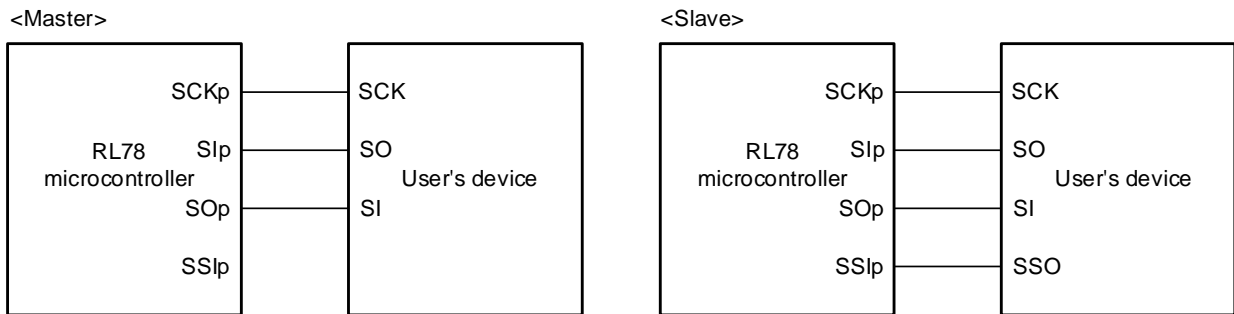 <Master>
SCKp
SCK
RL78
microcontroller
SIp
SO
User's device
SOp
SI
SSIp
<Slave>
SCKp
SCK
RL78
microcontroller
SIp
SO
User's device
SOp
SI
SSIp
SSO